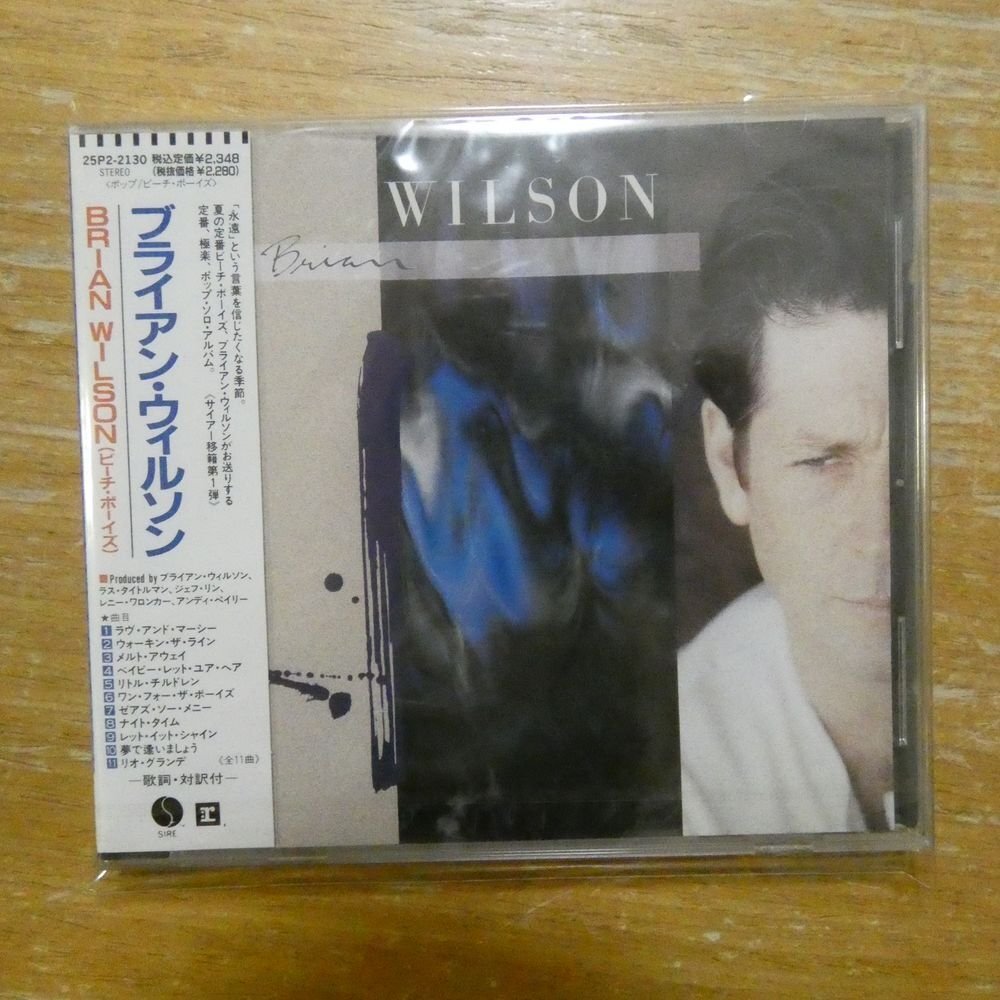 25P2-2130 税込定価¥2,348
STEREO (税抜価格¥2,280)
〈ポップ/ビーチ・ボーイズ〉
ブライアン・ウィルソン
BRIAN WILSON(ビーチ・ボーイズ)
「永遠」という言葉を信じたくなる季節。
夏の定番ビーチ・ボーイズ、ブライアン・ウィルソンがお送りする
定番、極楽、ポップ・ソロ・アルバム。
〈サイアー移籍第1弾〉
■Produced by ブライアン・ウィルソン、
ラス・タイトルマン、ジェフ・リン、
レニー・ワロンカー、アンディ・ペイリー
★曲目
1 ラヴ・アンド・マーシー
2 ウォーキン・ザ・ライン
3 メルト・アウェイ
4 ベイビー・レット・ユア・ヘア
5 リトル・チルドレン
6 ワン・フォー・ザ・ボーイズ
7 ゼアズ・ソー・メニー
8 ナイト・タイム
9 レット・イット・シャイン
10 夢で逢いましょう
11 リオ・グランデ 《全11曲》
—歌詞・対訳付—
SIRE
r
WILSON
Brian